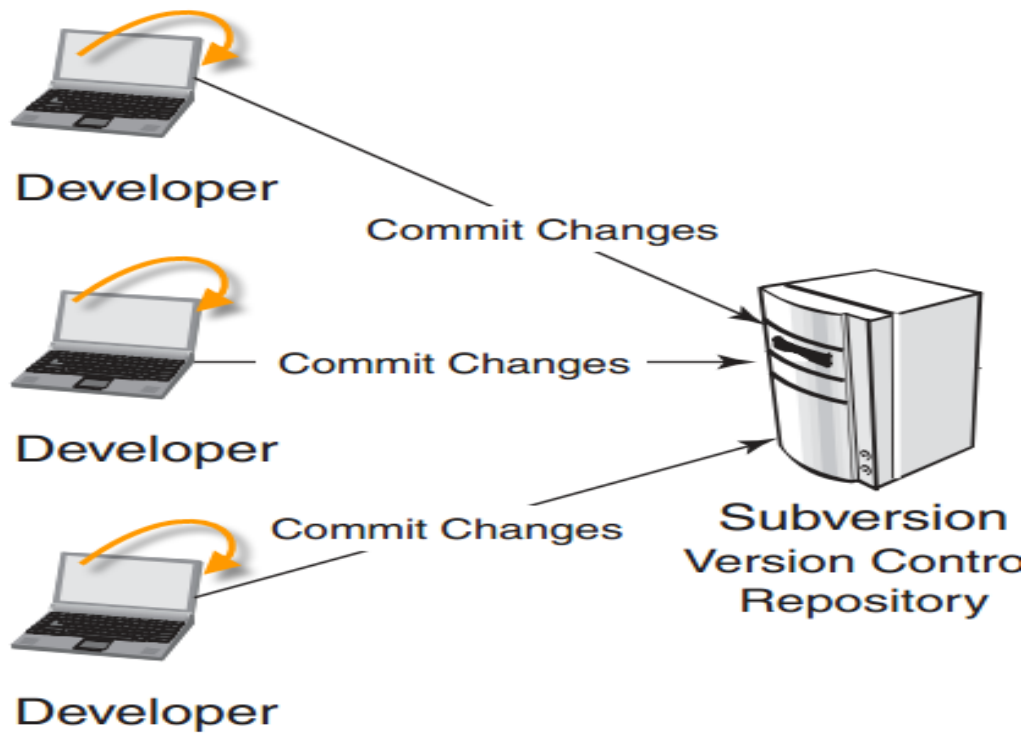 Developer
Commit Changes
Developer
Commit Changes
Developer
Commit Changes
Subversion
Version Contro
Repository